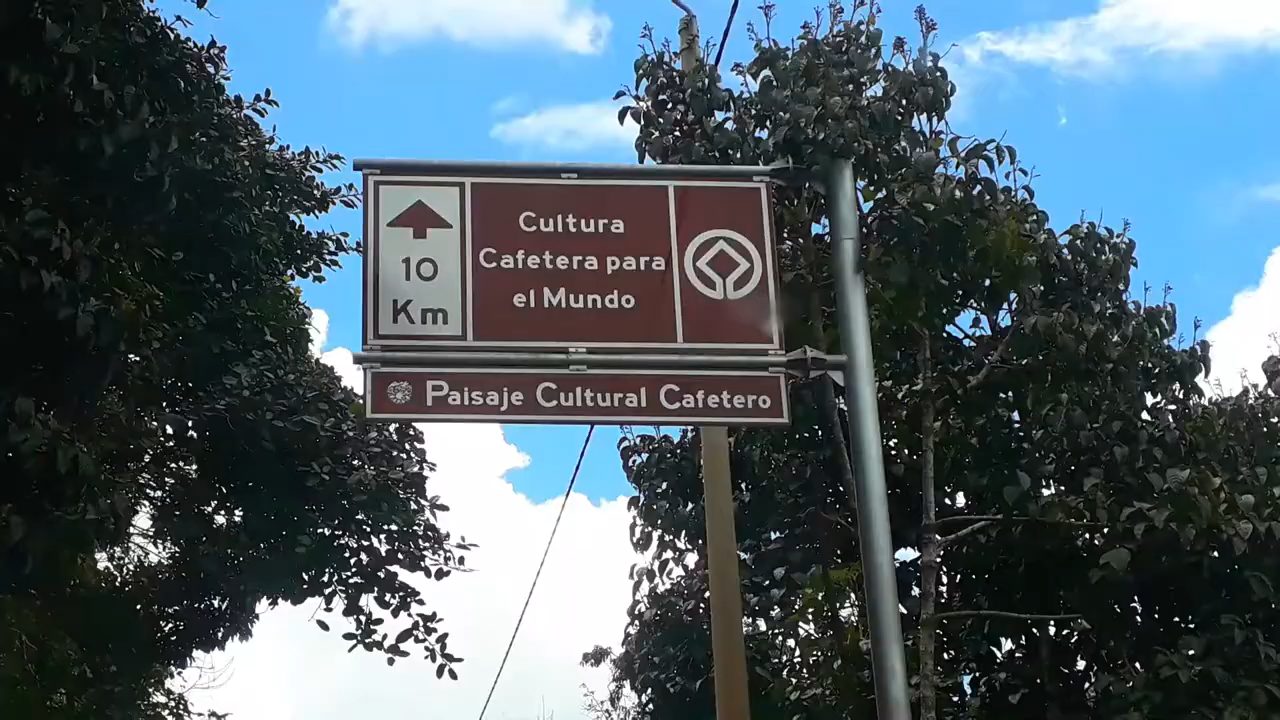 10
Km
Cultura
Cafetera para
el Mundo
Paisaje Cultural Cafetero